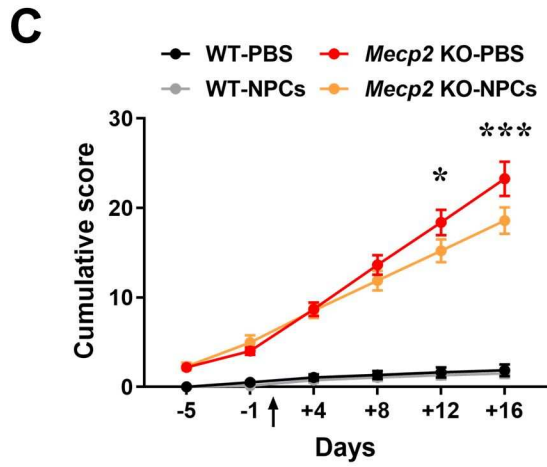 C
WT-PBS Mecp2 KO-PBS
WT-NPCs Mecp2 KO-NPCs
30
***
*
20
Cumulative score
10
0
-5 -1 +4 +8 +12 +16
Days